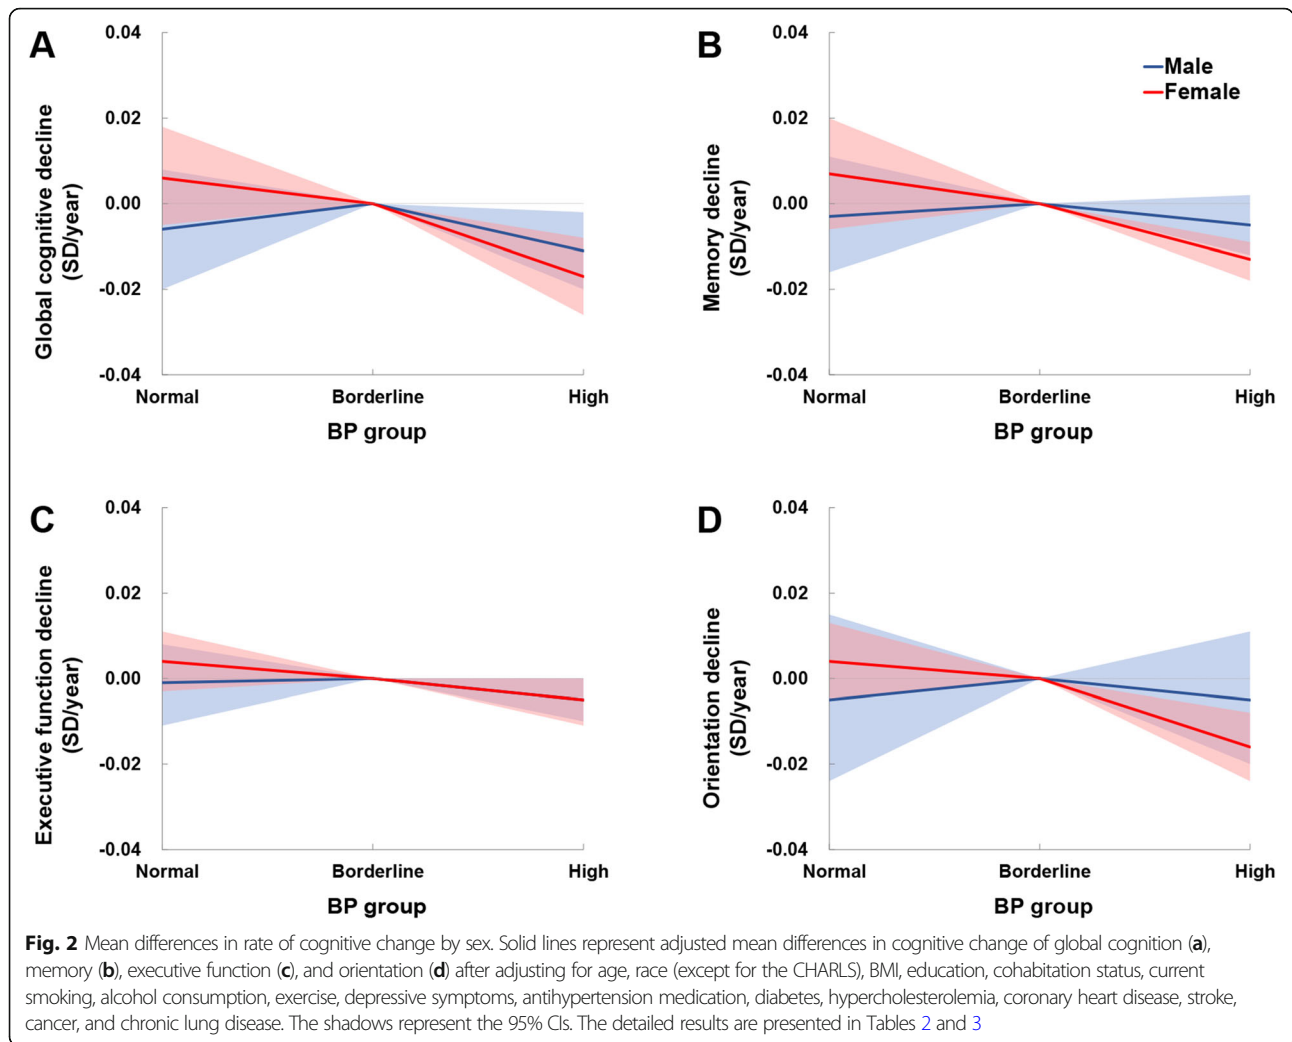 A
0.04
0.02
0.00
-0.02
-0.04
Global cognitive decline
(SD/year)
Normal Borderline High
BP group
B
Male
Female
0.04
0.02
0.00
-0.02
-0.04
Memory decline
(SD/year)
Normal Borderline High
BP group
C
0.04
0.02
0.00
-0.02
-0.04
Executive function decline
(SD/year)
Normal Borderline High
BP group
D
0.04
0.02
0.00
-0.02
-0.04
Orientation decline
(SD/year)
Normal Borderline High
BP group
Fig. 2 Mean differences in rate of cognitive change by sex. Solid lines represent adjusted mean differences in cognitive change of global cognition (a),
memory (b), executive function (c), and orientation (d) after adjusting for age, race (except for the CHARLS), BMI, education, cohabitation status, current
smoking, alcohol consumption, exercise, depressive symptoms, antihypertension medication, diabetes, hypercholesterolemia, coronary heart disease, stroke,
cancer, and chronic lung disease. The shadows represent the 95% CIs. The detailed results are presented in Tables 2 and 3